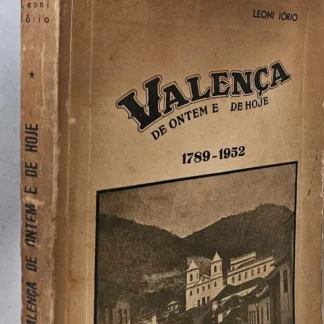 LEONI IÓRIO
VALENÇA
DE ONTEM E DE HOJE
1789-1952
Leoni
Iório
VALENÇA DE ONTEM E DE HOJE